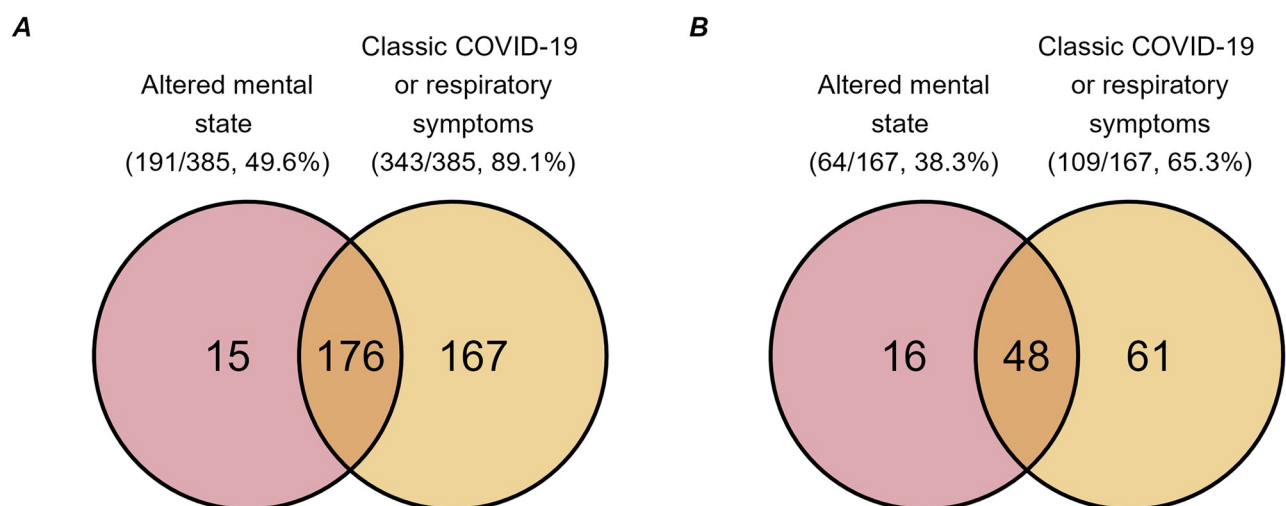 A
Altered mental
state
(191/385, 49.6%)
Classic COVID-19
or respiratory
symptoms
(343/385, 89.1%)
15
176
167
B
Altered mental
state
(64/167, 38.3%)
Classic COVID-19
or respiratory
symptoms
(109/167, 65.3%)
16
48
61